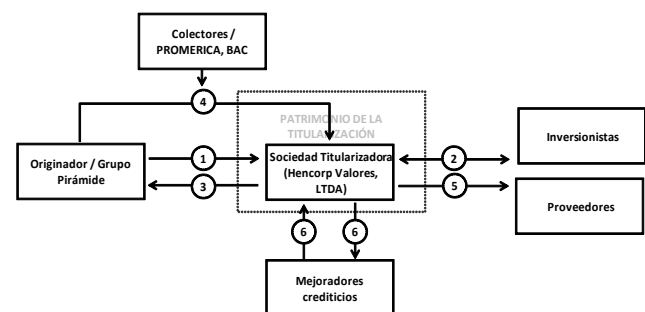 Colectores /
PROMERICA, BAC
4
PATRIMONIO DE LA
TITULARIZACIÓN
Originador / Grupo
Pirámide
1
3
Sociedad Titularizadora
(Hencorp Valores,
LTDA)
2
5
Inversionistas
Proveedores
6
6
Mejoradores
crediticios